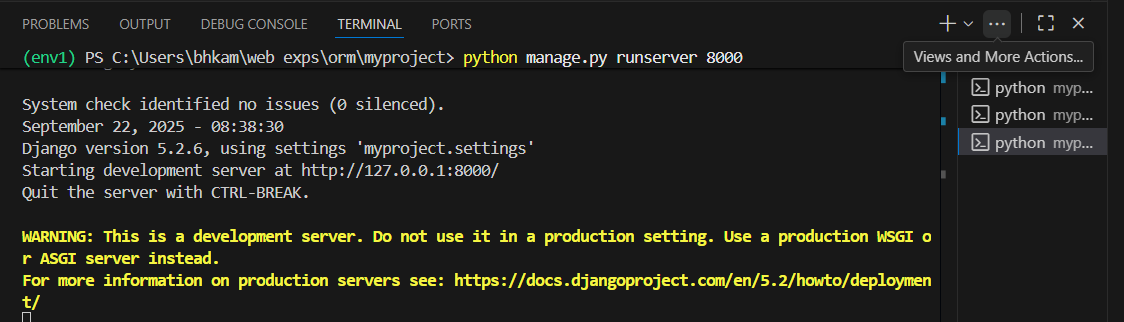 PROBLEMS OUTPUT DEBUG CONSOLE TERMINAL PORTS
(env1) PS C:\Users\bhkam\web exps\orm\myproject> python manage.py runserver 8000
Views and More Actions...
python myp...
python myp...
python myp...
System check identified no issues (0 silenced).
September 22, 2025 - 08:38:30
Django version 5.2.6, using settings 'myproject.settings'
Starting development server at http://127.0.0.1:8000/
Quit the server with CTRL-BREAK.
WARNING: This is a development server. Do not use it in a production setting. Use a production WSGI o
r ASGI server instead.
For more information on production servers see: https://docs.djangoproject.com/en/5.2/howto/deploymen
t/